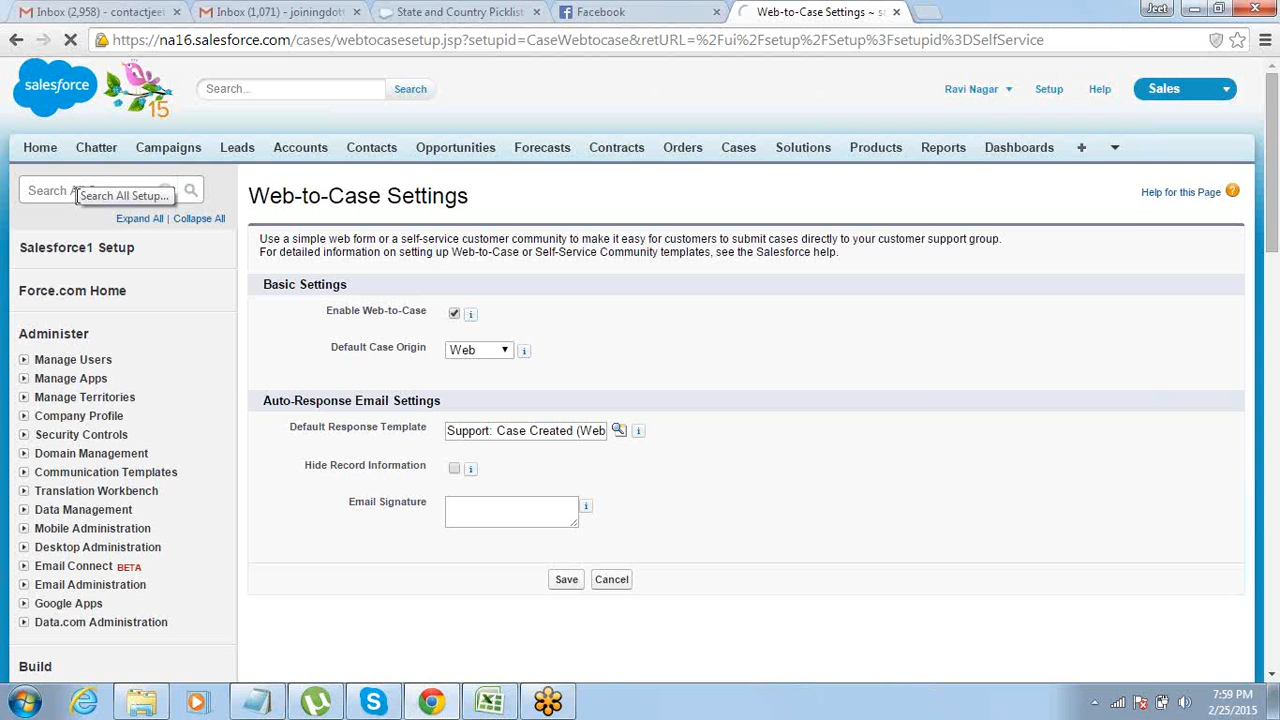 Inbox (2,958) - contactjee
Inbox (1,071) - joiningdott
State and Country Picklist
Facebook
Web-to-Case Settings ~ s
Jeet
https://na16.salesforce.com/cases/webtocasesetup.jsp?setupid=CaseWebtocase&retURL=%2Fui%2Fsetup%2FSetup%3Fsetupid%3DSelfService
salesforce
15
Search...
Search
Ravi Nagar
Setup
Help
Sales
Home
Chatter
Campaigns
Leads
Accounts
Contacts
Opportunities
Forecasts
Contracts
Orders
Cases
Solutions
Products
Reports
Dashboards
Search All Setup...
Expand All | Collapse All
Salesforce1 Setup
Force.com Home
Administer
Manage Users
Manage Apps
Manage Territories
Company Profile
Security Controls
Domain Management
Communication Templates
Translation Workbench
Data Management
Mobile Administration
Desktop Administration
Email Connect BETA
Email Administration
Google Apps
Data.com Administration
Build
Web-to-Case Settings
Help for this Page
Use a simple web form or a self-service customer community to make it easy for customers to submit cases directly to your customer support group.
For detailed information on setting up Web-to-Case or Self-Service Community templates, see the Salesforce help.
Basic Settings
Enable Web-to-Case
Default Case Origin
Web
Auto-Response Email Settings
Default Response Template
Support: Case Created (Web
Hide Record Information
Email Signature
Save
Cancel
7:59 PM
2/25/2015